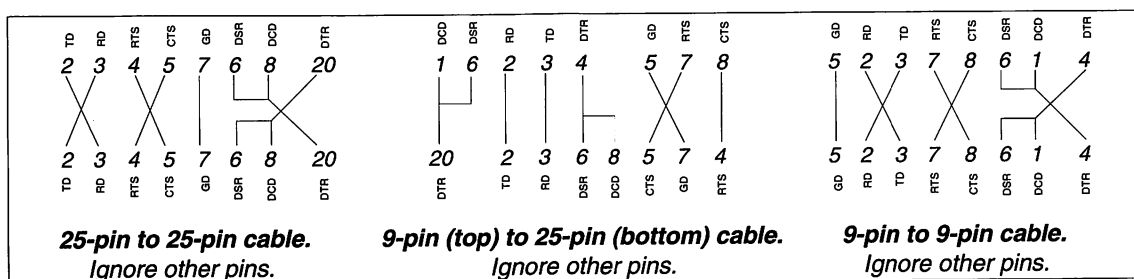 TD RD RTS CTS GD DSR DCD DTR
2 3 4 5 7 6 8 20
2 3 4 5 7 6 8 20
TD RD RTS CTS GD DSR DCD DTR
25-pin to 25-pin cable.
Ignore other pins.
DCD DSR RD TD DTR GD RTS CTS
1 6 2 3 4 5 7 8
20 2 3 6 8 5 7 4
DTR TD RD DSR DCD CTS GD RTS
9-pin (top) to 25-pin (bottom) cable.
Ignore other pins.
GD RD TD RTS CTS DSR DCD DTR
5 2 3 7 8 6 1 4
5 2 3 7 8 6 1 4
GD RD TD RTS CTS DSR DCD DTR
9-pin to 9-pin cable.
Ignore other pins.